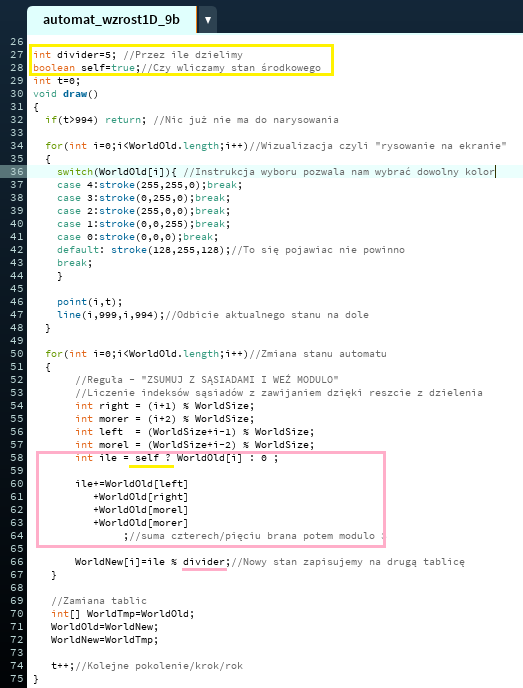 automat_wzrost1D_9b ▼
26
27 int divider=5; //Przez ile dzielimy
28 boolean self=true;//Czy wliczamy stan środkowego
29 int t=0;
30 void draw()
31 {
32 if(t>994) return; //Nic już nie ma do narysowania
33
34 for(int i=0;i<WorldOld.length;i++)//Wizualizacja czyli "rysowanie na ekranie"
35 {
36 switch(WorldOld[i]){ //Instrukcja wyboru pozwala nam wybrać dowolny kolor
37 case 4:stroke(255,255,0);break;
38 case 3:stroke(0,255,0);break;
39 case 2:stroke(255,0,0);break;
40 case 1:stroke(0,0,255);break;
41 case 0:stroke(0,0,0);break;
42 default: stroke(128,255,128);//To się pojawiac nie powinno
43 break;
44 }
45
46 point(i,t);
47 line(i,999,i,994);//Odbicie aktualnego stanu na dole
48 }
49
50 for(int i=0;i<WorldOld.length;i++)//Zmiana stanu automatu
51 {
52 //Reguła - "ZSUMUJ Z SĄSIADAMI I WEŹ MODULO"
53 //Liczenie indeksów sąsiadów z zawijaniem dzięki reszcie z dzielenia
54 int right = (i+1) % WorldSize;
55 int morer = (i+2) % WorldSize;
56 int left = (WorldSize+i-1) % WorldSize;
57 int morel = (WorldSize+i-2) % WorldSize;
58 int ile = self ? WorldOld[i] : 0 ;
59
60 ile+=WorldOld[left]
61 +WorldOld[right]
62 +WorldOld[morel]
63 +WorldOld[morer]
64 ;//suma czterech/pięciu brana potem modulo
65
66 WorldNew[i]=ile % divider;//Nowy stan zapisujemy na drugą tablicę
67 }
68
69 //Zamiana tablic
70 int[] WorldTmp=WorldOld;
71 WorldOld=WorldNew;
72 WorldNew=WorldTmp;
73
74 t++;//Kolejne pokolenie/krok/rok
75 }